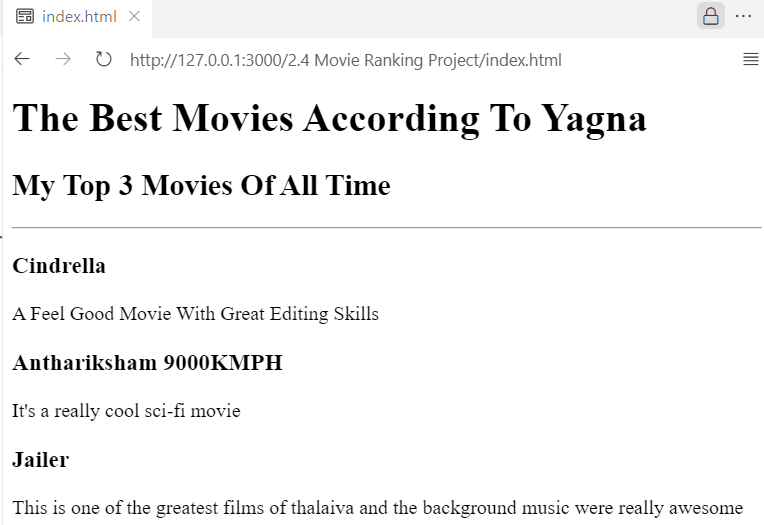 index.html
http://127.0.0.1:3000/2.4 Movie Ranking Project/index.html
The Best Movies According To Yagna
My Top 3 Movies Of All Time
Cindrella
A Feel Good Movie With Great Editing Skills
Anthariksham 9000KMPH
It's a really cool sci-fi movie
Jailer
This is one of the greatest films of thalaiva and the background music were really awesome